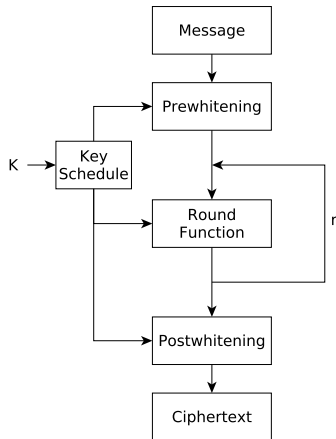 Message
Prewhitening
K
Key
Schedule
Round
Function
r
Postwhitening
Ciphertext